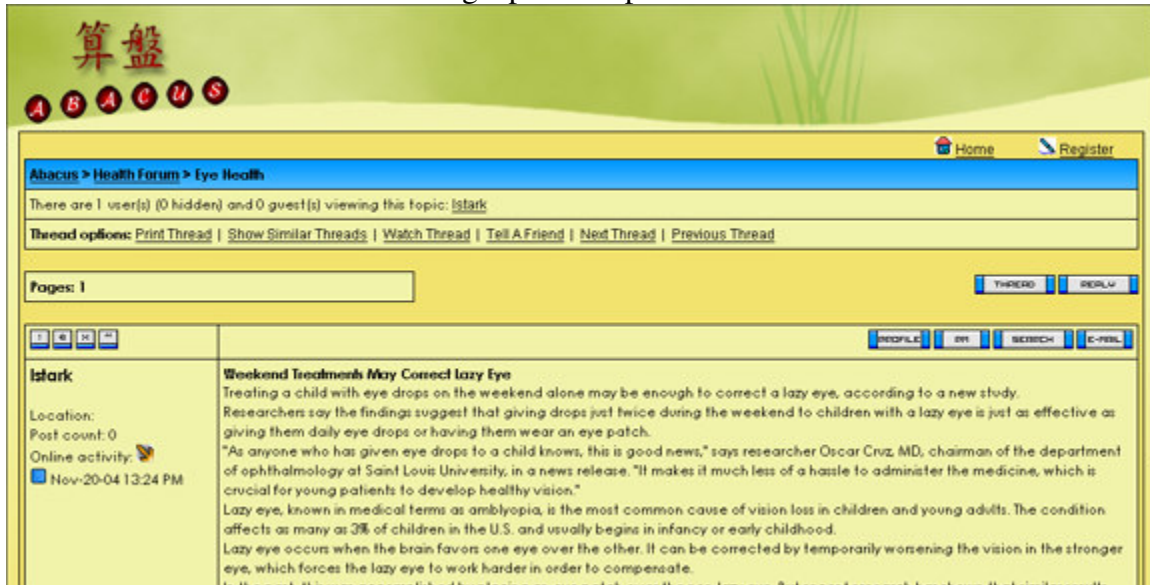 算盤
ABACUS
Home Register
Abacus > Health Forum > Eye Health
There are 1 user(s) (0 hidden) and 0 guest(s) viewing this topic: lstark
Thread options: Print Thread | Show Similar Threads | Watch Thread | Tell A Friend | Next Thread | Previous Thread
Pages: 1
THREAD REPLY
PROFILE PM SEARCH E-MAIL
lstark
Location:
Post count: 0
Online activity:
Nov-20-04 13:24 PM
Weekend Treatments May Correct Lazy Eye
Treating a child with eye drops on the weekend alone may be enough to correct a lazy eye, according to a new study.
Researchers say the findings suggest that giving drops just twice during the weekend to children with a lazy eye is just as effective as
giving them daily eye drops or having them wear an eye patch.
"As anyone who has given eye drops to a child knows, this is good news," says researcher Oscar Cruz, MD, chairman of the department
of ophthalmology at Saint Louis University, in a news release. "It makes it much less of a hassle to administer the medicine, which is
crucial for young patients to develop healthy vision."
Lazy eye, known in medical terms as amblyopia, is the most common cause of vision loss in children and young adults. The condition
affects as many as 3% of children in the U.S. and usually begins in infancy or early childhood.
Lazy eye occurs when the brain favors one eye over the other. It can be corrected by temporarily worsening the vision in the stronger
eye, which forces the lazy eye to work harder in order to compensate.